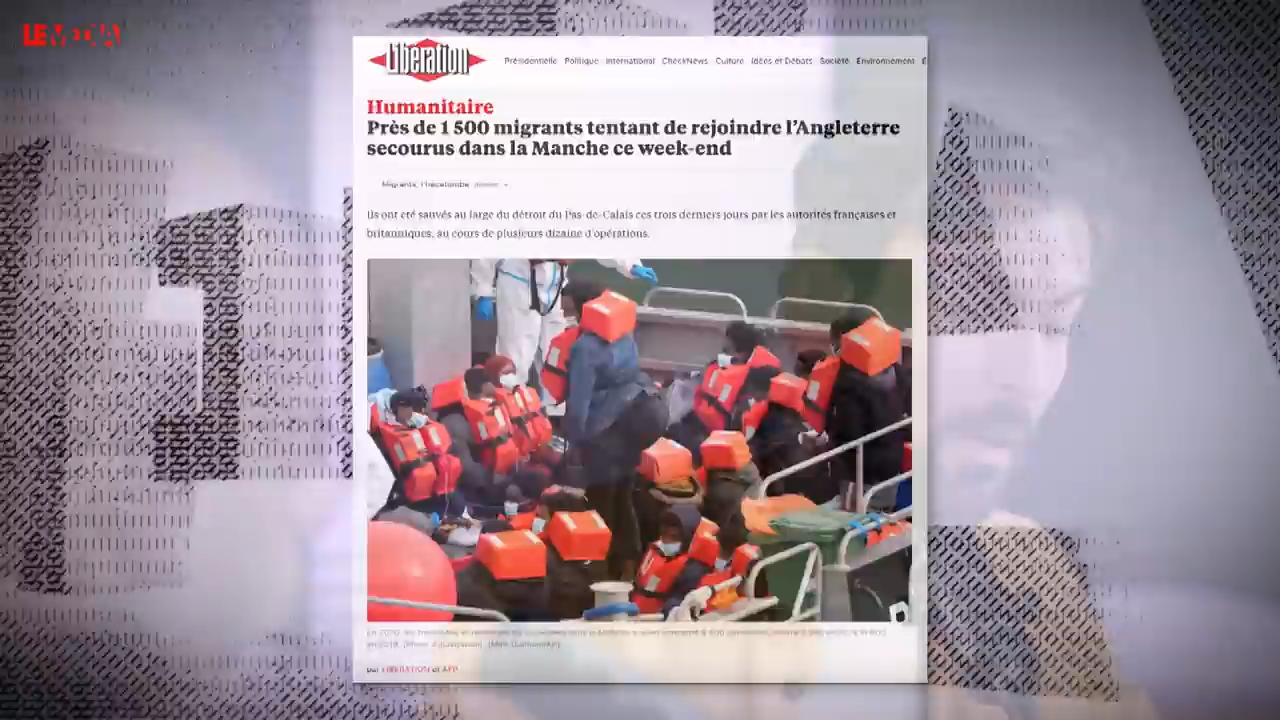 LE MEDIA
Libération
Présidentielle Politique International CheckNews Culture Idées et Débats Société Environnement
Humanitaire
Près de 1 500 migrants tentant de rejoindre l'Angleterre
secourus dans la Manche ce week-end
Migrants, l'hécatombe
Ils ont été sauvés au large du détroit du Pas-de-Calais ces trois derniers jours par les autorités françaises et
britanniques, au cours de plusieurs dizaine d'opérations.
par LIBERATION et AFP